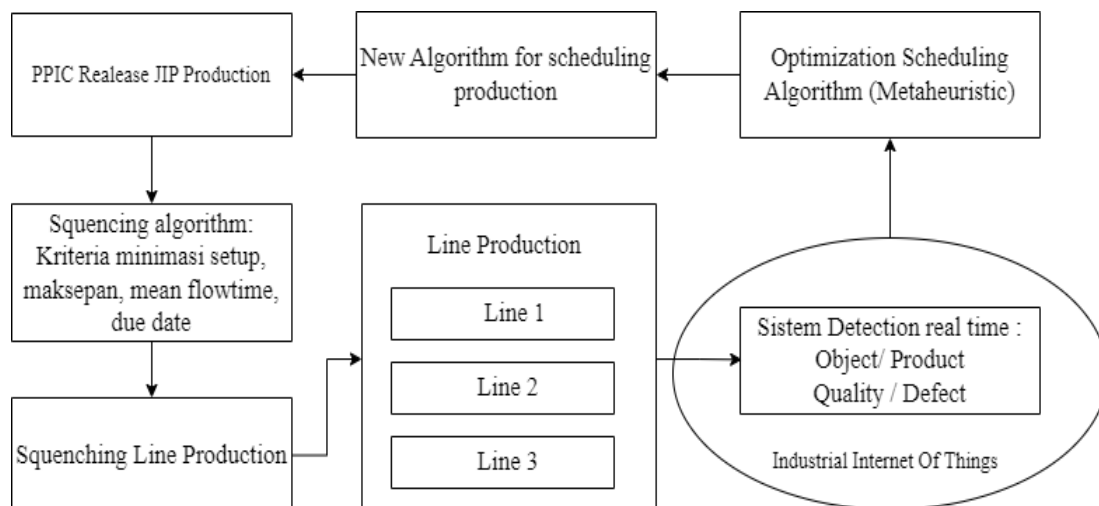 PPIC Realease JIP Production
New Algorithm for scheduling
production
Optimization Scheduling
Algorithm (Metaheuristic)
Squencing algorithm:
Kriteria minimasi setup,
maksepan, mean flowtime,
due date
Squenching Line Production
Line Production
Line 1
Line 2
Line 3
Sistem Detection real time :
Object/ Product
Quality / Defect
Industrial Internet Of Things